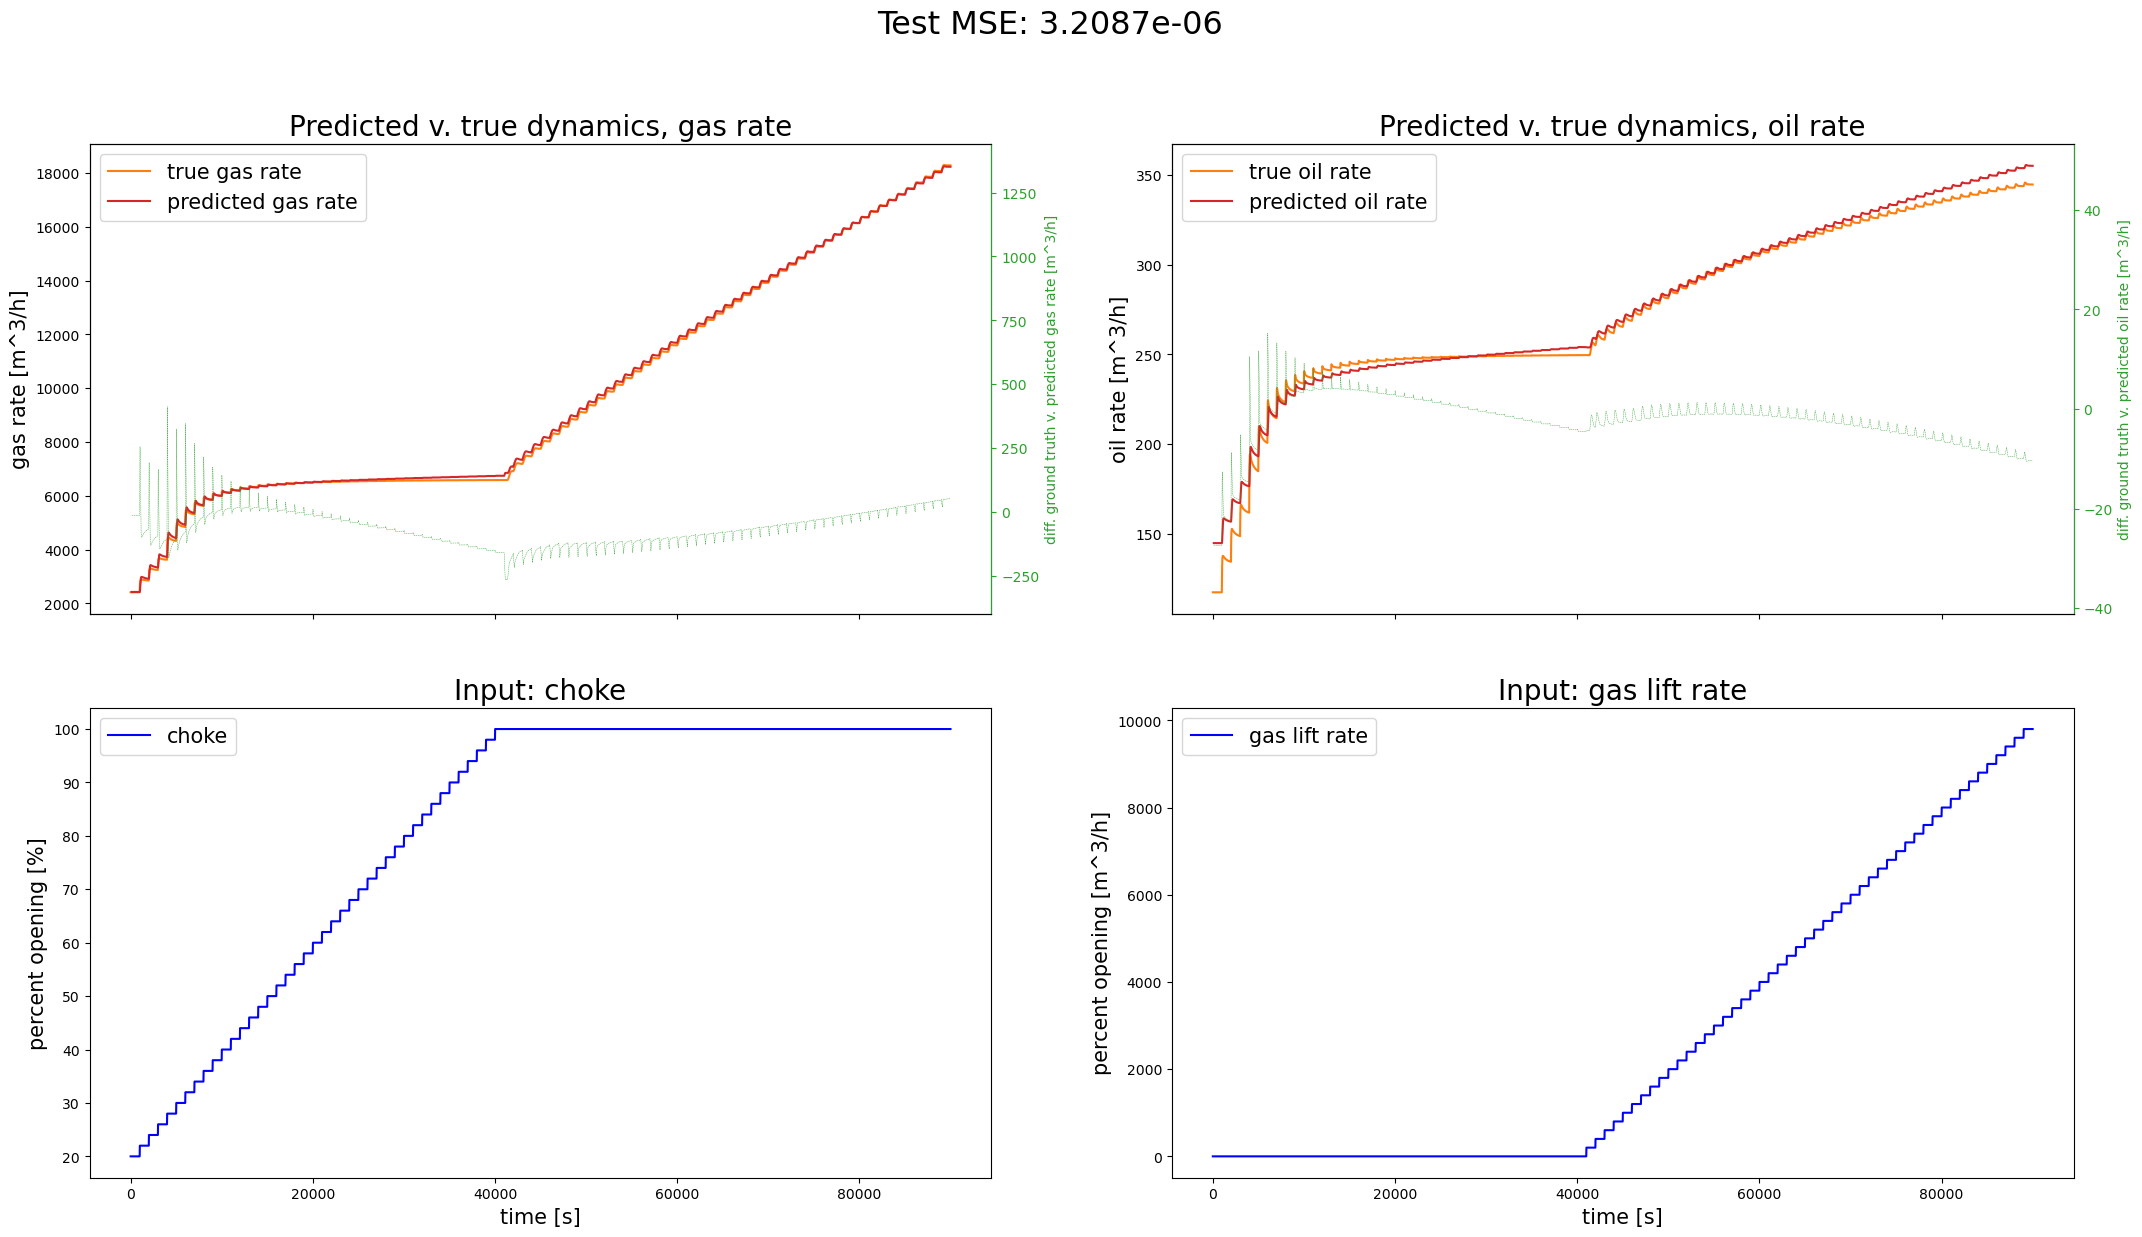 Test MSE: 3.2087e-06
Predicted v. true dynamics, gas rate
true gas rate
predicted gas rate
gas rate [m^3/h]
18000
16000
14000
12000
10000
8000
6000
4000
2000
1250
1000
750
500
250
0
−250
diff. ground truth v. predicted gas rate [m^3/h]
Predicted v. true dynamics, oil rate
true oil rate
predicted oil rate
oil rate [m^3/h]
350
300
250
200
150
40
20
0
−20
−40
diff. ground truth v. predicted oil rate [m^3/h]
Input: choke
choke
percent opening [%]
100
90
80
70
60
50
40
30
20
0
20000
40000
60000
80000
time [s]
Input: gas lift rate
gas lift rate
percent opening [m^3/h]
10000
8000
6000
4000
2000
0
0
20000
40000
60000
80000
time [s]